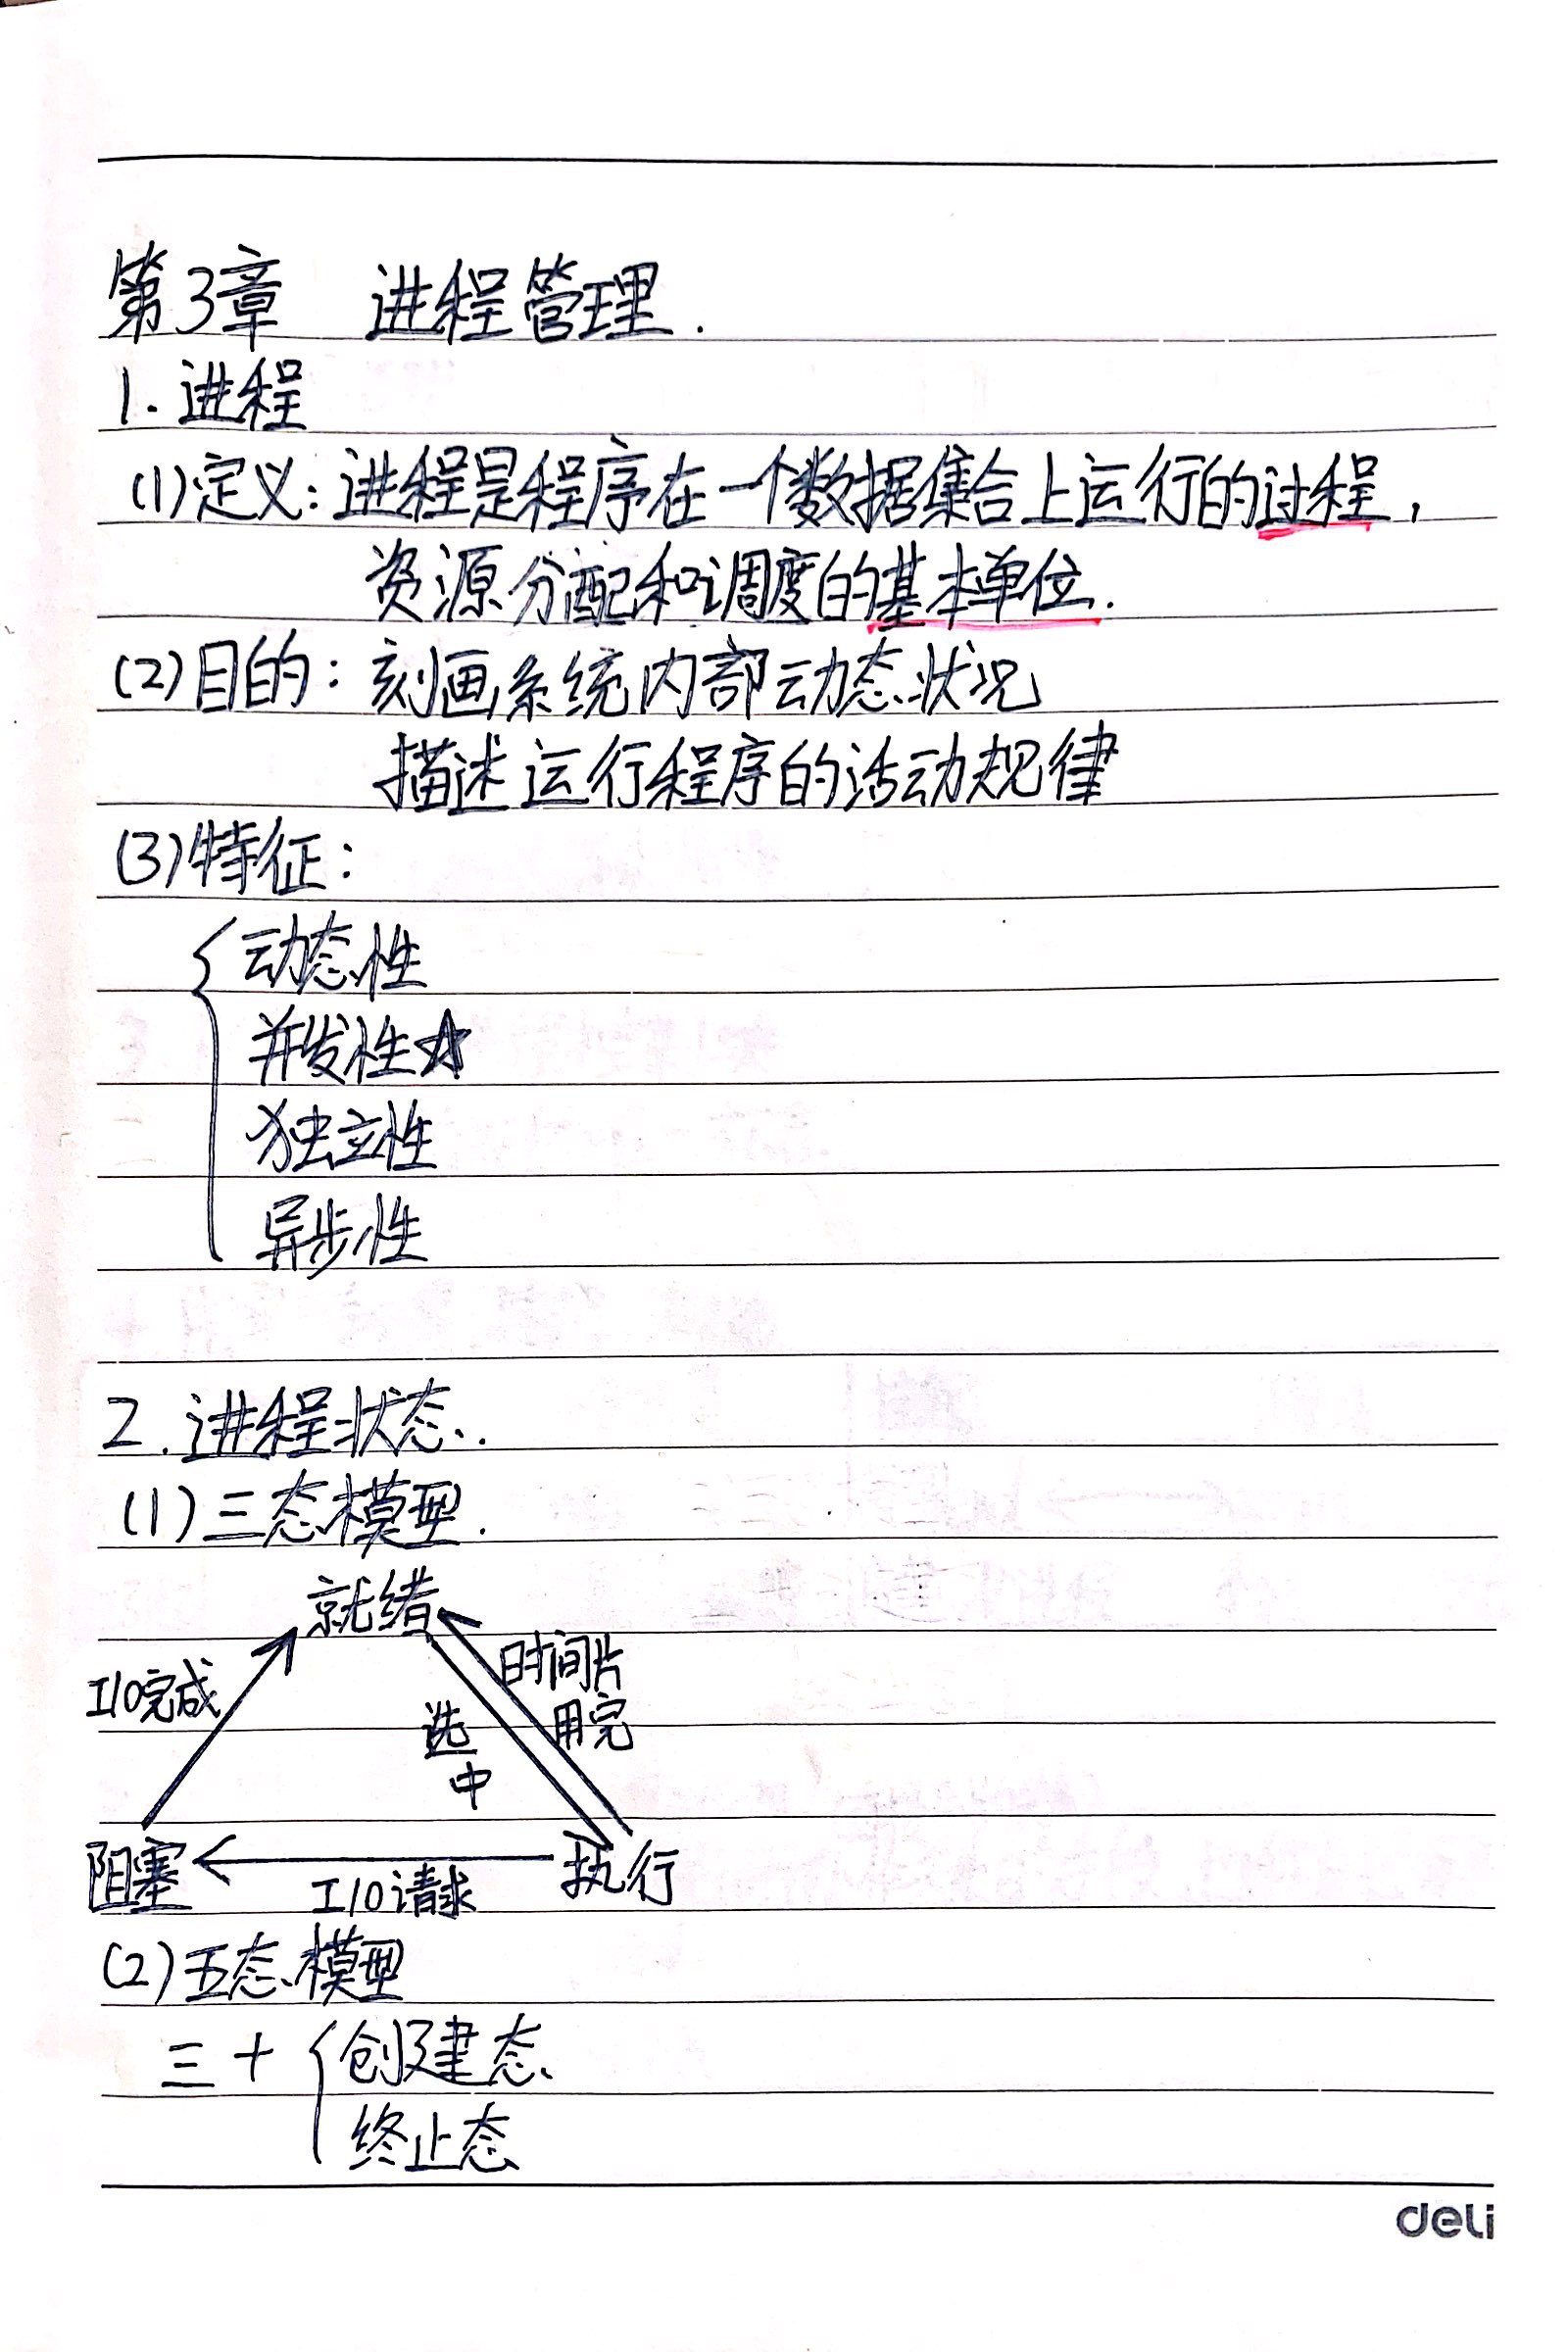 第3章 进程管理.
1. 进程
(1)定义:进程是程序在一个数据集合上运行的过程,
资源分配和调度的基本单位.
(2)目的:刻画系统内部动态状况
描述运行程序的活动规律
(3)特征:
动态性
并发性☆
独立性
异步性
2.进程状态.
(1)三态模型.
就绪
I/O完成
时间片
用完
选
中
阻塞
I/O请求
执行
(2)五态模型
三+{创建态
终止态
deli